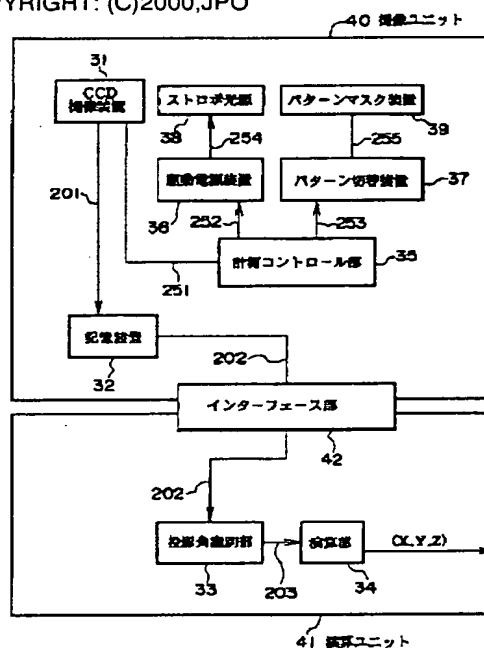 COPYRIGHT: (C)2000,JPO
40 撮像ユニット
31
CCD
撮像装置
ストロボ光源
38
パターンマスク装置
39
254
255
201
駆動電源装置
36
パターン切替装置
37
252
253
計測コントロール部
35
251
記憶装置
32
202
インターフェース部
42
202
投影角識別部
33
203
演算部
34
(X,Y,Z)
41 演算ユニット